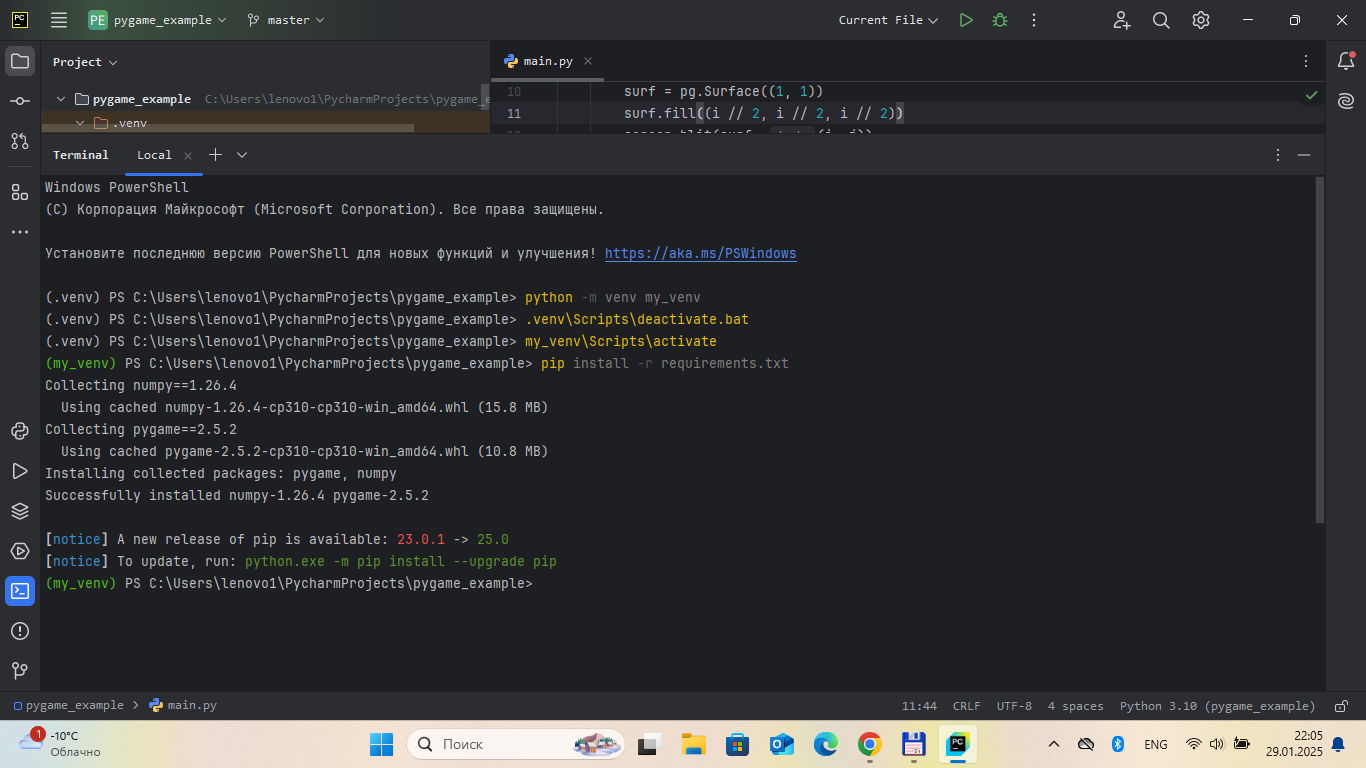 PC
PE pygame_example master Current File
Project
main.py
pygame_example C:\Users\lenovo1\PycharmProjects\pygame_e
.venv
10 surf = pg.Surface((1, 1))
11 surf.fill((i // 2, i // 2, i // 2))
Terminal Local
Windows PowerShell
(C) Корпорация Майкрософт (Microsoft Corporation). Все права защищены.
Установите последнюю версию PowerShell для новых функций и улучшения! https://aka.ms/PSWindows
(.venv) PS C:\Users\lenovo1\PycharmProjects\pygame_example> python -m venv my_venv
(.venv) PS C:\Users\lenovo1\PycharmProjects\pygame_example> .venv\Scripts\deactivate.bat
(.venv) PS C:\Users\lenovo1\PycharmProjects\pygame_example> my_venv\Scripts\activate
(my_venv) PS C:\Users\lenovo1\PycharmProjects\pygame_example> pip install -r requirements.txt
Collecting numpy==1.26.4
Using cached numpy-1.26.4-cp310-cp310-win_amd64.whl (15.8 MB)
Collecting pygame==2.5.2
Using cached pygame-2.5.2-cp310-cp310-win_amd64.whl (10.8 MB)
Installing collected packages: pygame, numpy
Successfully installed numpy-1.26.4 pygame-2.5.2
[notice] A new release of pip is available: 23.0.1 -> 25.0
[notice] To update, run: python.exe -m pip install --upgrade pip
(my_venv) PS C:\Users\lenovo1\PycharmProjects\pygame_example>
pygame_example > main.py 11:44 CRLF UTF-8 4 spaces Python 3.10 (pygame_example)
1
-10°C
Облачно
Поиск
PC
ENG
22:05
29.01.2025